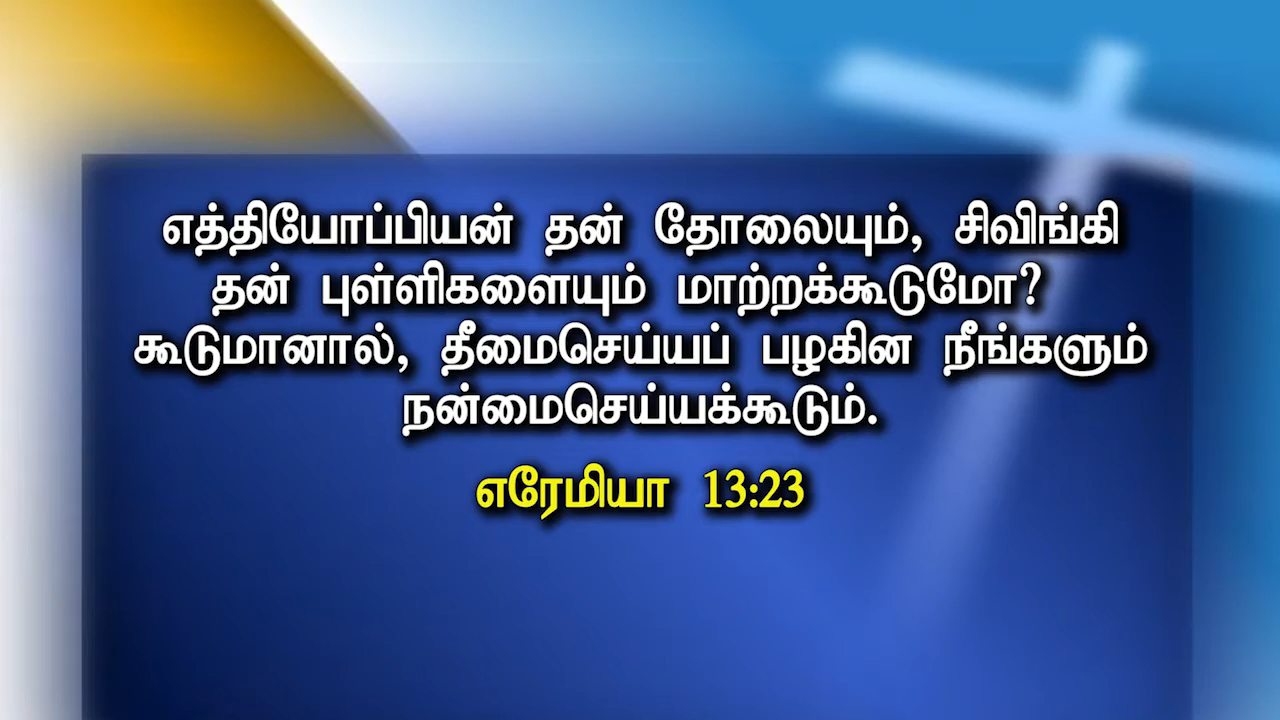 எத்தியோப்பியன் தன் தோலையும், சிவிங்கி
தன் புள்ளிகளையும் மாற்றக்கூடுமோ?
கூடுமானால், தீமைசெய்யப் பழகின நீங்களும்
நன்மைசெய்யக்கூடும்.
எரேமியா 13:23